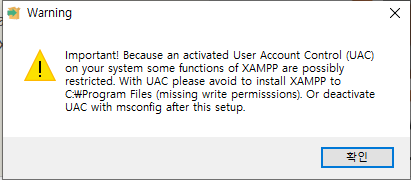 Warning
Important! Because an activated User Account Control (UAC)
on your system some functions of XAMPP are possibly
restricted. With UAC please avoid to install XAMPP to
C:₩Program Files (missing write permisssions). Or deactivate
UAC with msconfig after this setup.
확인